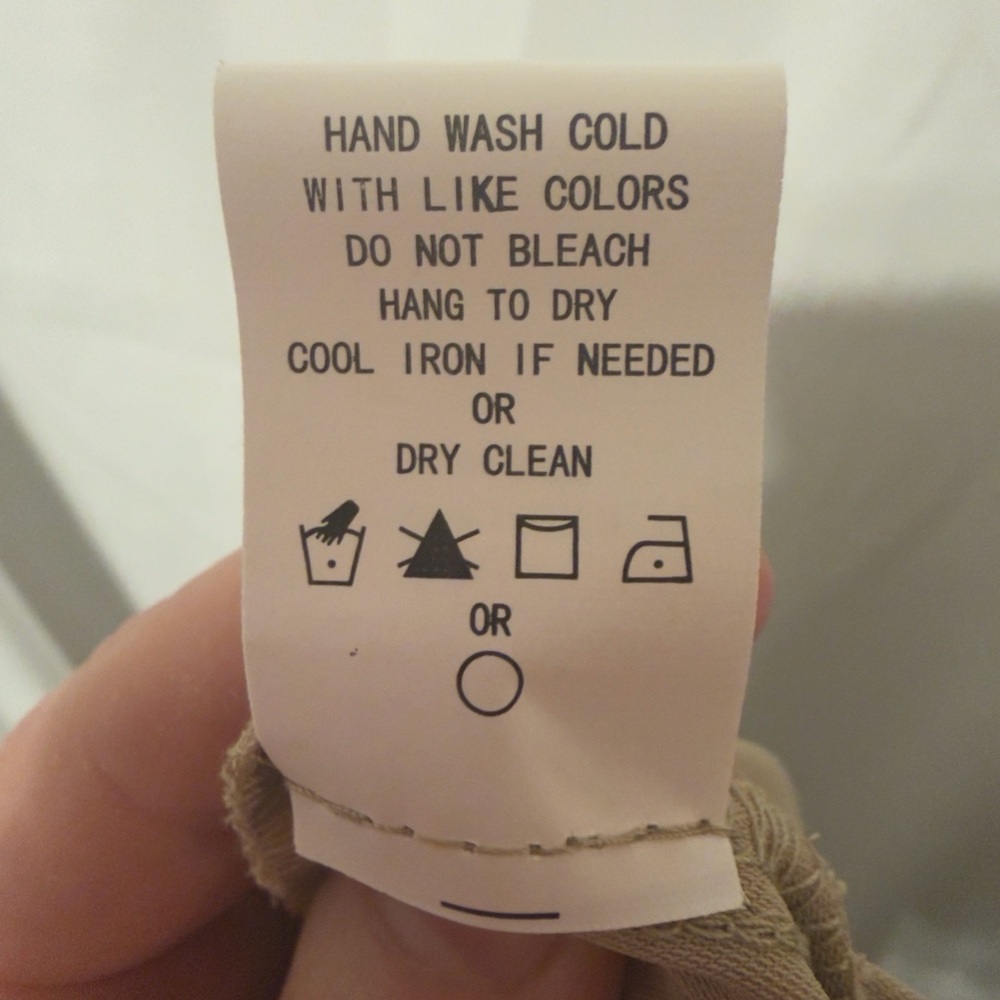 HAND WASH COLD
WITH LIKE COLORS
DO NOT BLEACH
HANG TO DRY
COOL IRON IF NEEDED
OR
DRY CLEAN
OR